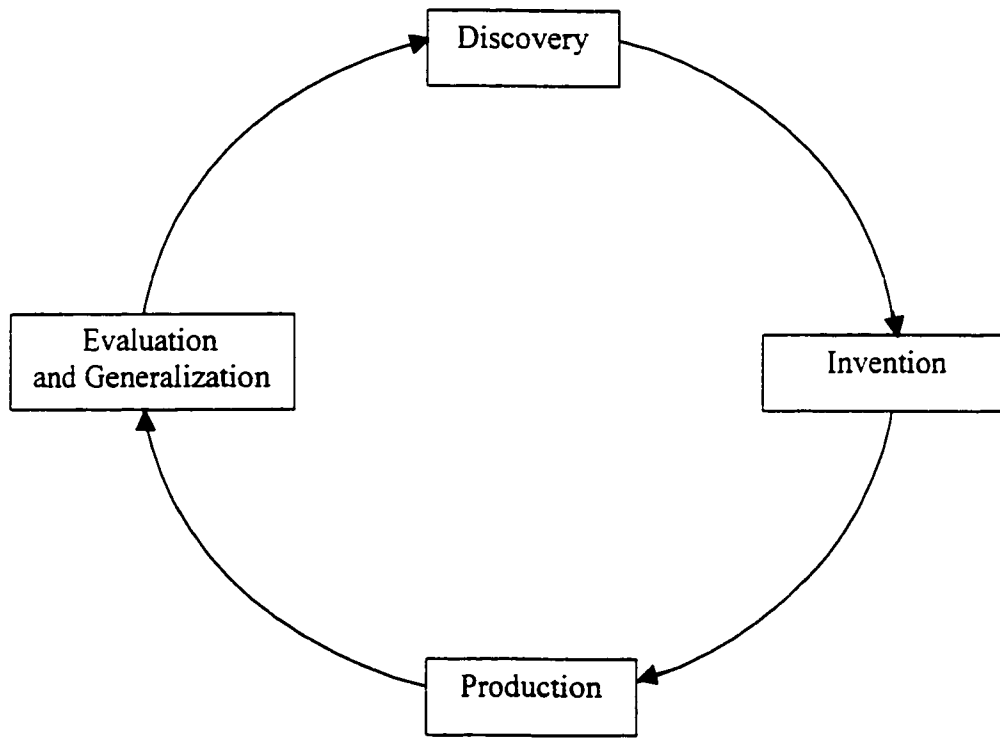 Discovery
Evaluation
and Generalization
Invention
Production